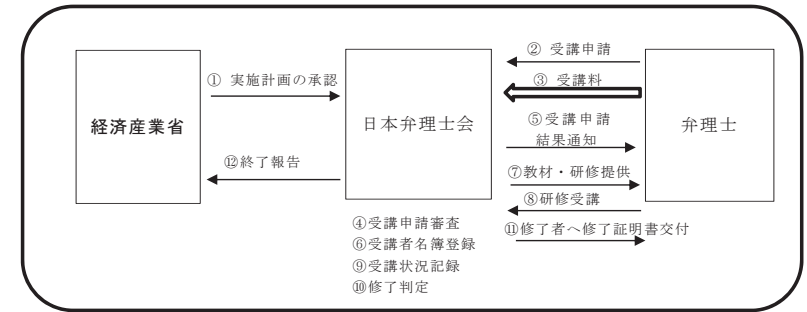 ② 受講申請
① 実施計画の承認
③ 受講料
経済産業省
日本弁理士会
弁理士
⑤受講申請
結果通知
⑫終了報告
⑦教材・研修提供
⑧研修受講
④受講申請審査
⑪修了者へ修了証明書交付
⑥受講者名簿登録
⑨受講状況記録
⑩修了判定